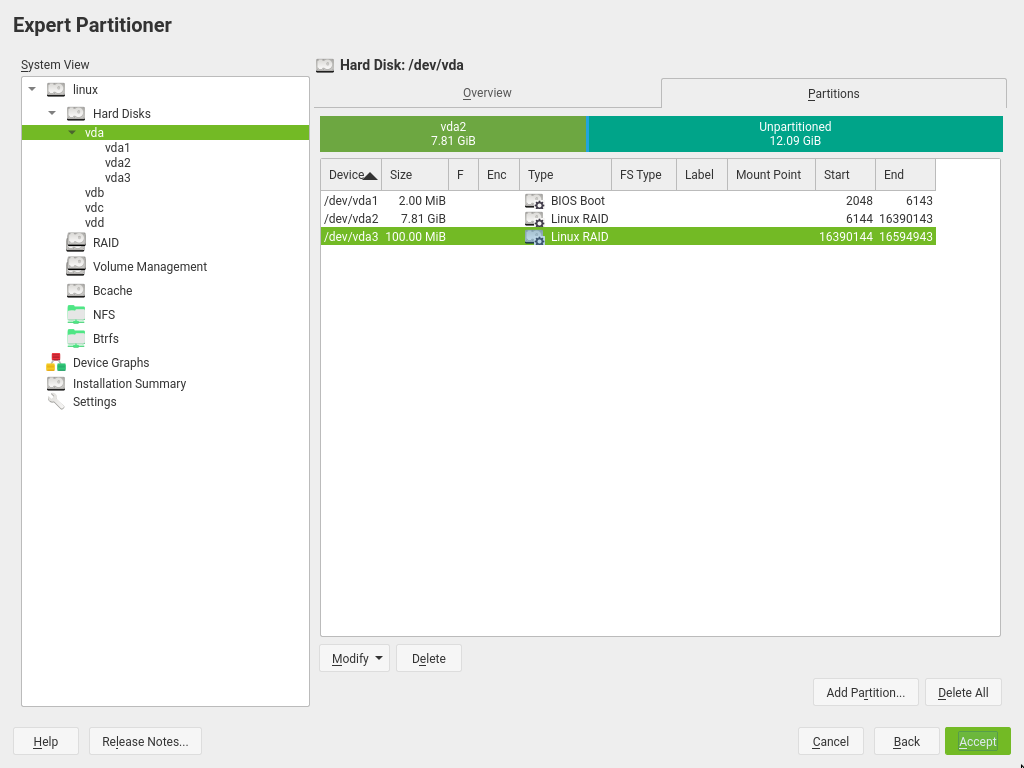 Expert Partitioner
System View
linux
Hard Disks
vda
vda1
vda2
vda3
vdb
vdc
vdd
RAID
Volume Management
Bcache
NFS
Btrfs
Device Graphs
Installation Summary
Settings
Hard Disk: /dev/vda
Overview Partitions
vda2 Unpartitioned
7.81 GiB 12.09 GiB
Device Size F Enc Type FS Type Label Mount Point Start End
/dev/vda1 2.00 MiB BIOS Boot 2048 6143
/dev/vda2 7.81 GiB Linux RAID 6144 16390143
/dev/vda3 100.00 MiB Linux RAID 16390144 16594943
Modify Delete
Add Partition... Delete All
Help Release Notes... Cancel Back Accept